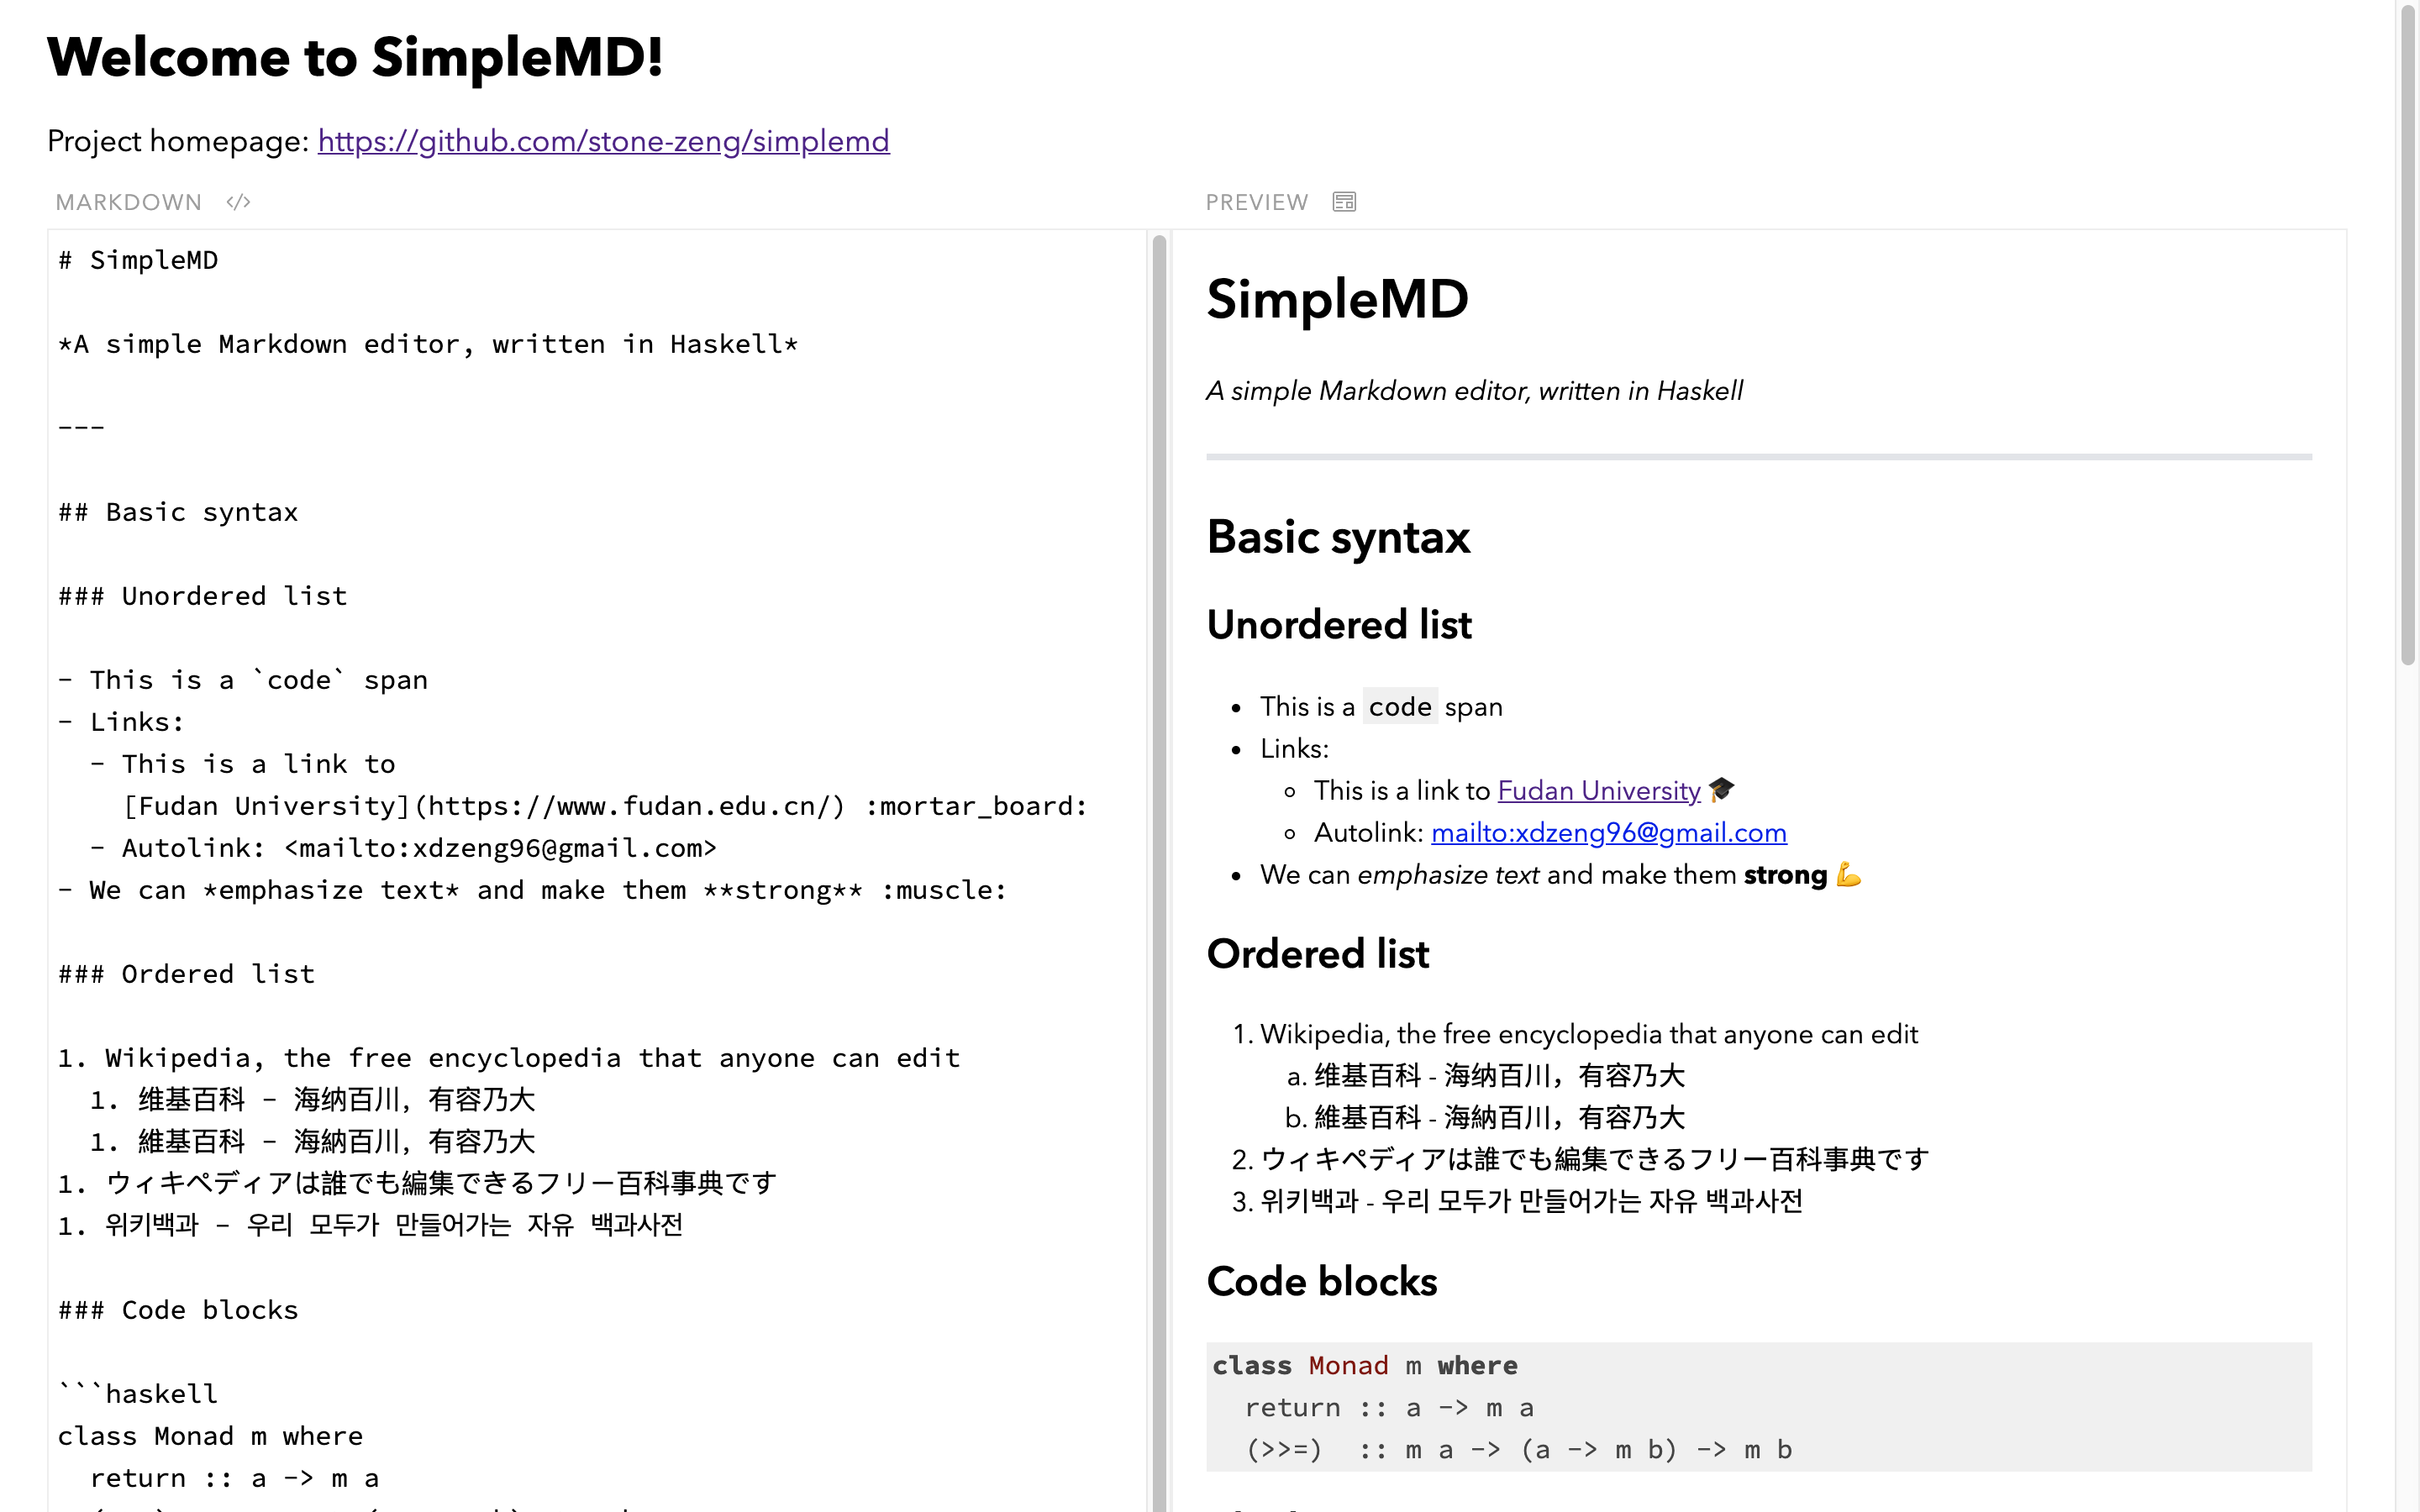 Welcome to SimpleMD!
Project homepage: https://github.com/stone-zeng/simplemd
MARKDOWN </>
# SimpleMD
*A simple Markdown editor, written in Haskell*
---
## Basic syntax
### Unordered list
- This is a `code` span
- Links:
  - This is a link to
    [Fudan University](https://www.fudan.edu.cn/) :mortar_board:
  - Autolink: <mailto:xdzeng96@gmail.com>
- We can *emphasize text* and make them **strong** :muscle:
### Ordered list
1. Wikipedia, the free encyclopedia that anyone can edit
  1. 维基百科 - 海纳百川，有容乃大
  1. 維基百科 - 海納百川，有容乃大
1. ウィキペディアは誰でも編集できるフリー百科事典です
1. 위키백과 - 우리 모두가 만들어가는 자유 백과사전
### Code blocks
```haskell
class Monad m where
  return :: a -> m a
PREVIEW
SimpleMD
A simple Markdown editor, written in Haskell
Basic syntax
Unordered list
• This is a code span
• Links:
◦ This is a link to Fudan University 🎓
◦ Autolink: mailto:xdzeng96@gmail.com
• We can emphasize text and make them strong 💪
Ordered list
1. Wikipedia, the free encyclopedia that anyone can edit
a. 维基百科 - 海纳百川，有容乃大
b. 維基百科 - 海納百川，有容乃大
2. ウィキペディアは誰でも編集できるフリー百科事典です
3. 위키백과 - 우리 모두가 만들어가는 자유 백과사전
Code blocks
class Monad m where
  return :: a -> m a
  (>>=)  :: m a -> (a -> m b) -> m b